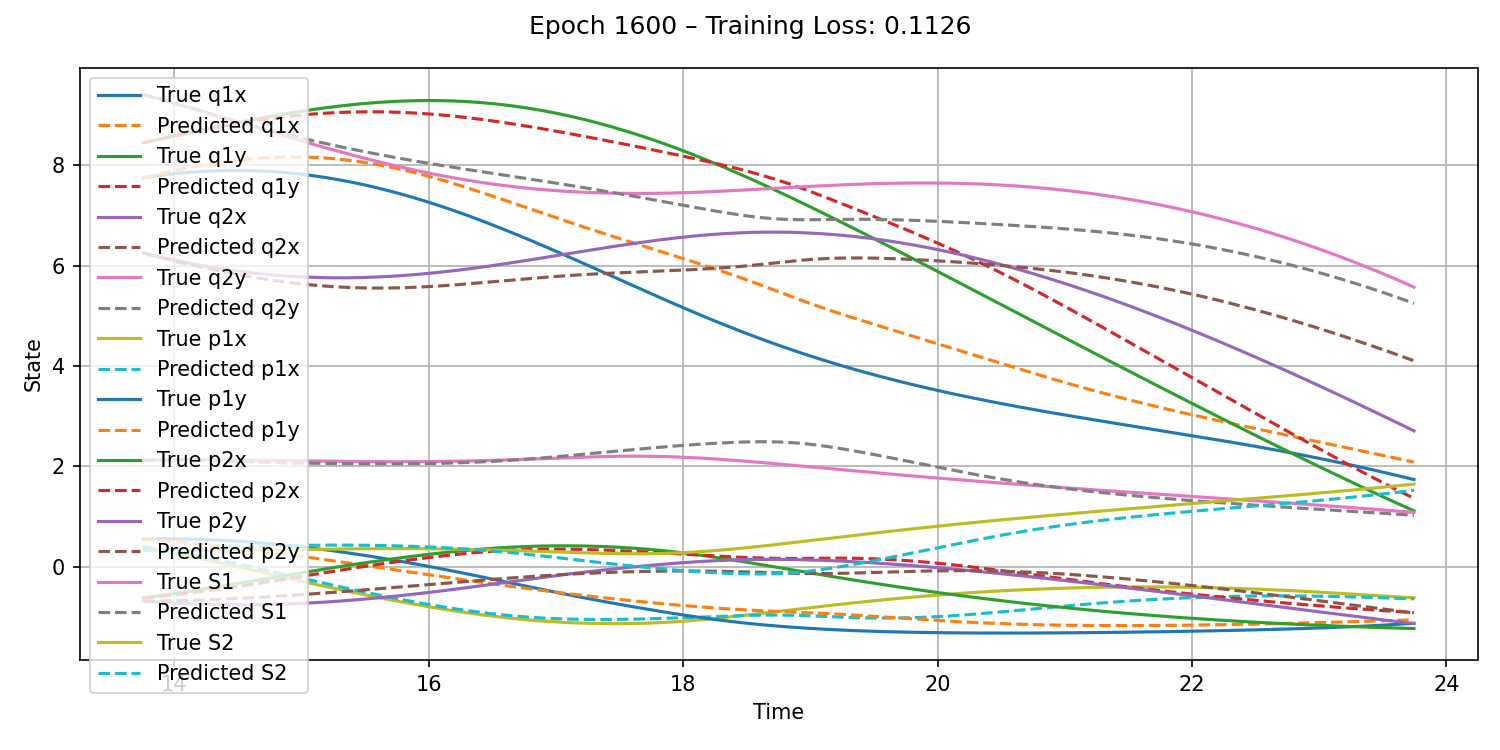 Epoch 1600 – Training Loss: 0.1126
State
8
6
4
2
0
True q1x
Predicted q1x
True q1y
Predicted q1y
True q2x
Predicted q2x
True q2y
Predicted q2y
True p1x
Predicted p1x
True p1y
Predicted p1y
True p2x
Predicted p2x
True p2y
Predicted p2y
True S1
Predicted S1
True S2
Predicted S2
14 16 18 20 22 24
Time